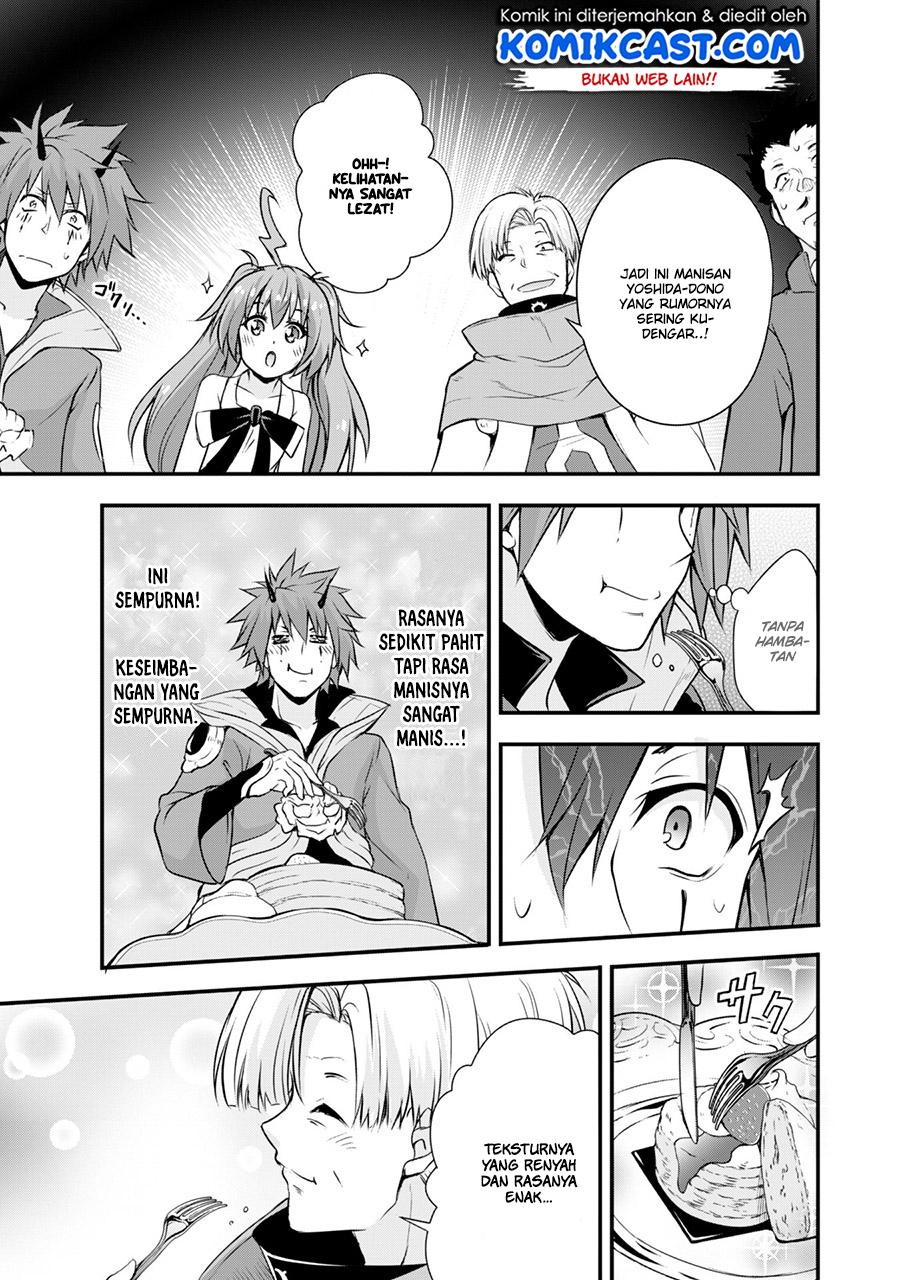 Komik ini diterjemahkan & diedit oleh
KOMIKCAST.COM
BUKAN WEB LAIN!!
JADI INI MANISAN
YOSHIDA-DONO
YANG RUMORNYA
SERING KU-
DENGAR..!
OHH-!
KELIHATAN-
NYA SANGAT
LEZAT!
ゴクリ...
TANPA
HAMBA-
TAN
RASANYA
SEDIKIT PAHIT
TAPI RASA
MANISNYA
SANGAT
MANIS...!
INI
SEMPURNA!
KESEIMBA-
NGAN YANG
SEMPURNA.
サク
TEKSTURNYA
YANG RENYAH
DAN RASANYA
ENAK...